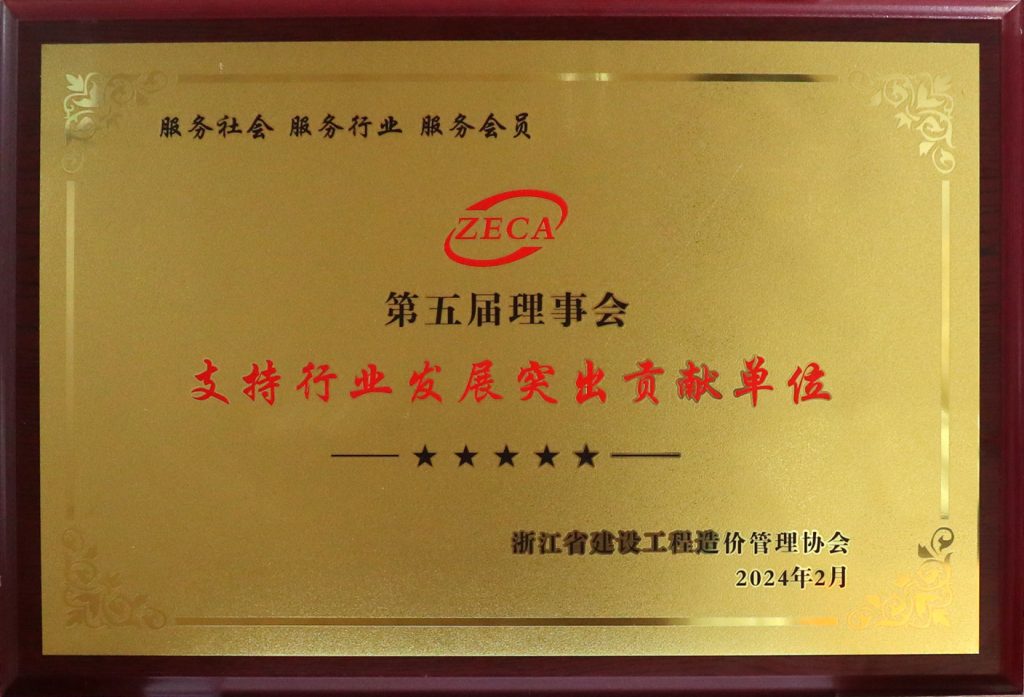 服务社会 服务行业 服务会员
ZECA
第五届理事会
支持行业发展突出贡献单位
浙江省建设工程造价管理协会
2024年2月